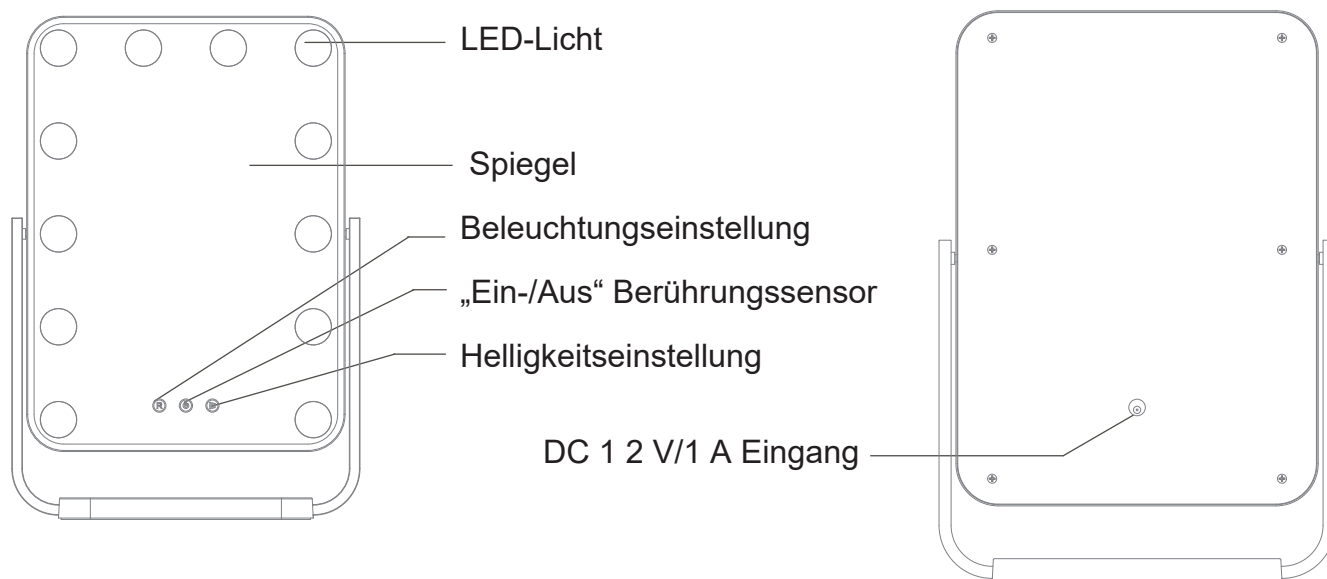 LED-Licht
Spiegel
Beleuchtungseinstellung
„Ein-/Aus“ Berührungssensor
Helligkeitseinstellung
DC 1 2 V/1 A Eingang
R